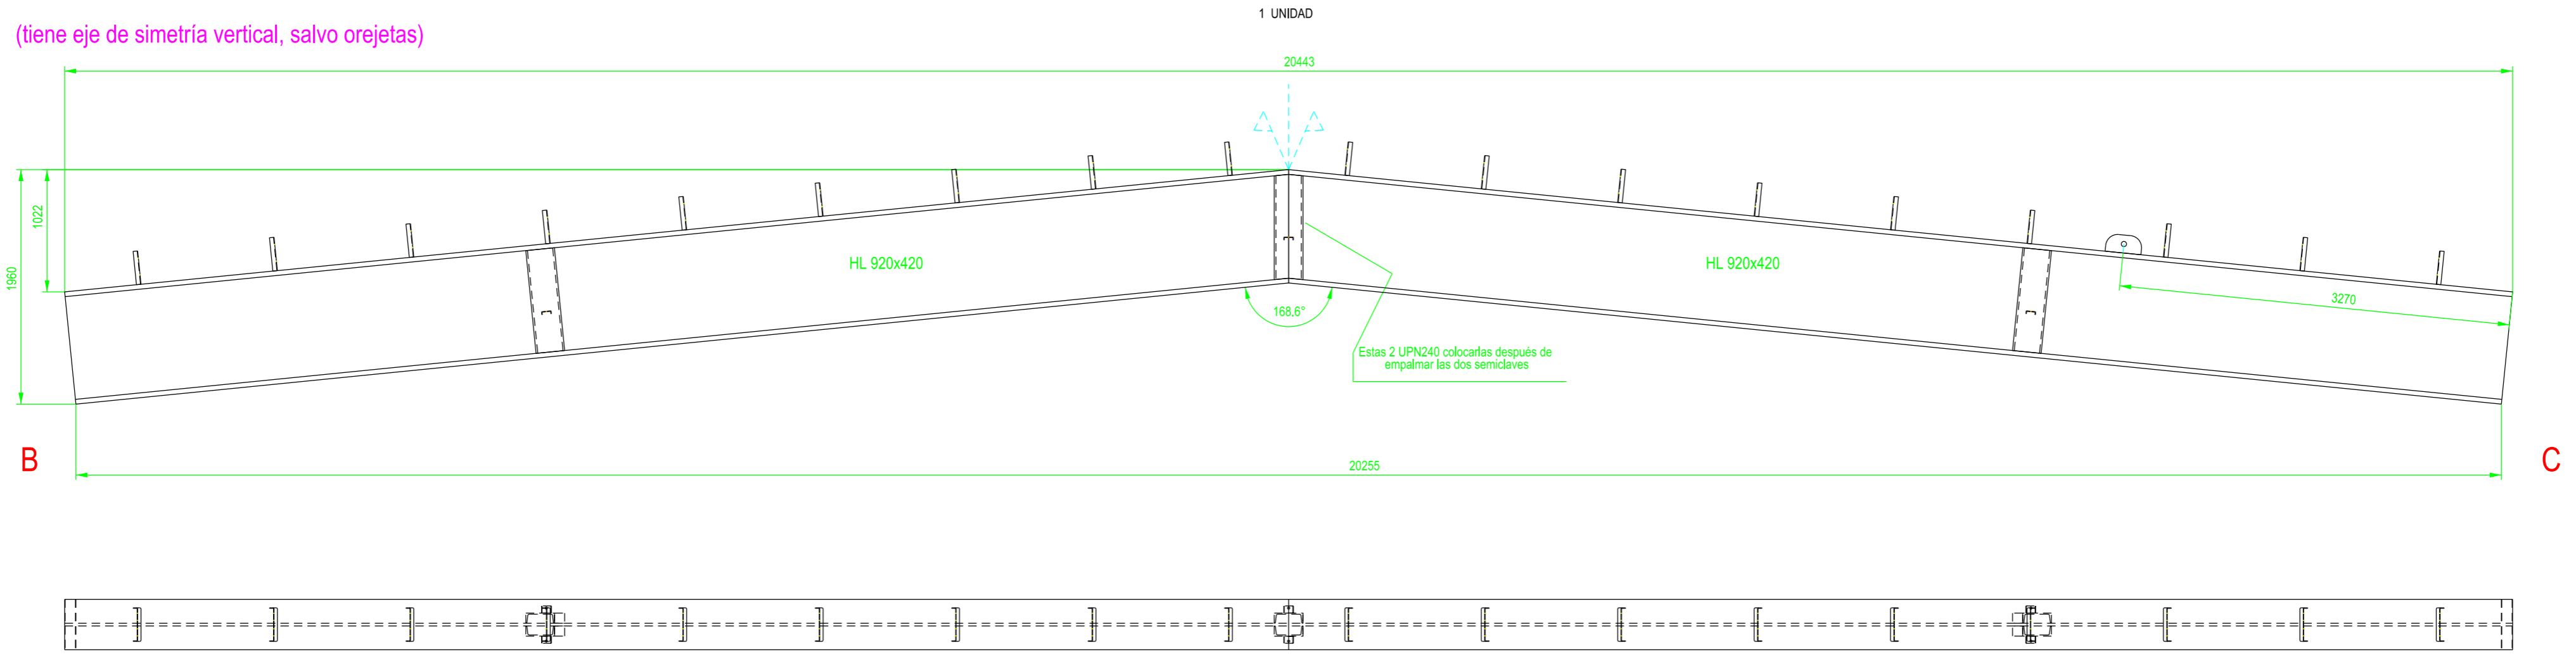 1 UNIDAD
(tiene eje de simetría vertical, salvo orejetas)
20443
1022
1960
HL 920x420
HL 920x420
3270
168,6°
Estas 2 UPN240 colocarlas después de
empalmar las dos semiclaves
B
C
20255